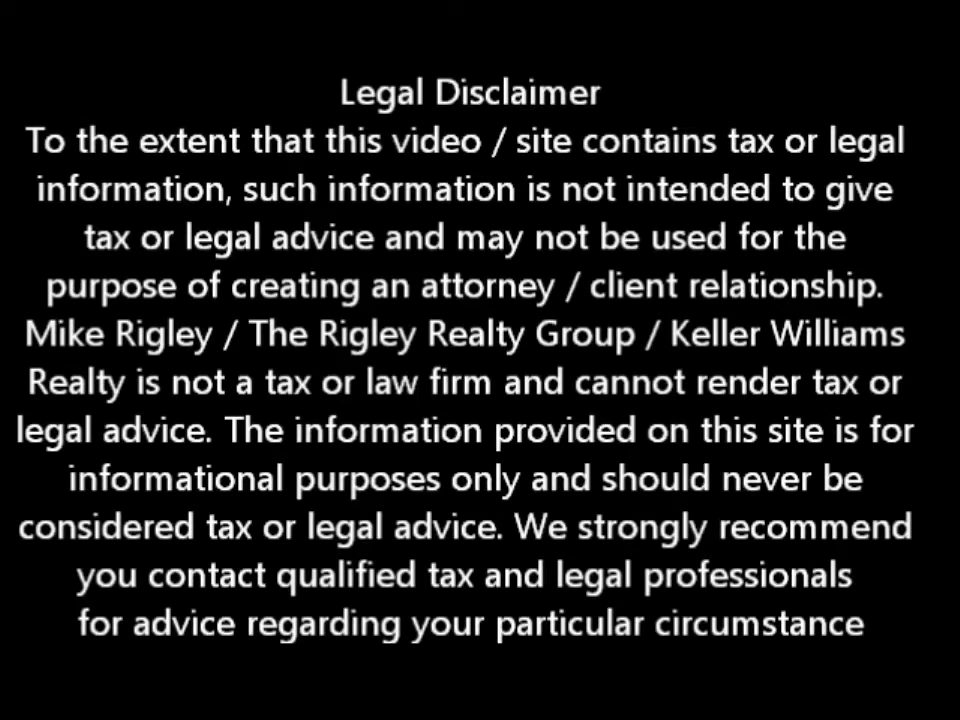 Legal Disclaimer
To the extent that this video / site contains tax or legal
information, such information is not intended to give
tax or legal advice and may not be used for the
purpose of creating an attorney / client relationship.
Mike Rigley / The Rigley Realty Group / Keller Williams
Realty is not a tax or law firm and cannot render tax or
legal advice. The information provided on this site is for
informational purposes only and should never be
considered tax or legal advice. We strongly recommend
you contact qualified tax and legal professionals
for advice regarding your particular circumstance